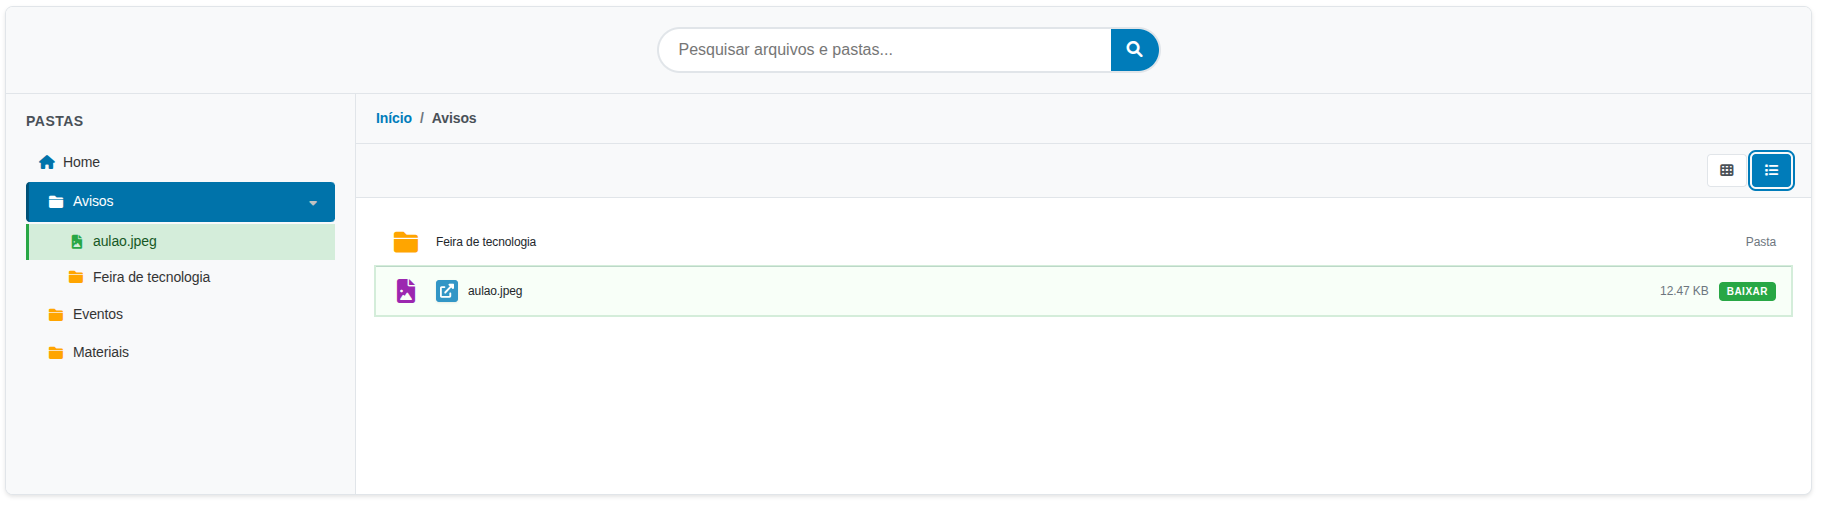 Pesquisar arquivos e pastas...
PASTAS
Home
Avisos
aulao.jpeg
Feira de tecnologia
Eventos
Materiais
Início / Avisos
Feira de tecnologia Pasta
aulao.jpeg 12.47 KB BAIXAR